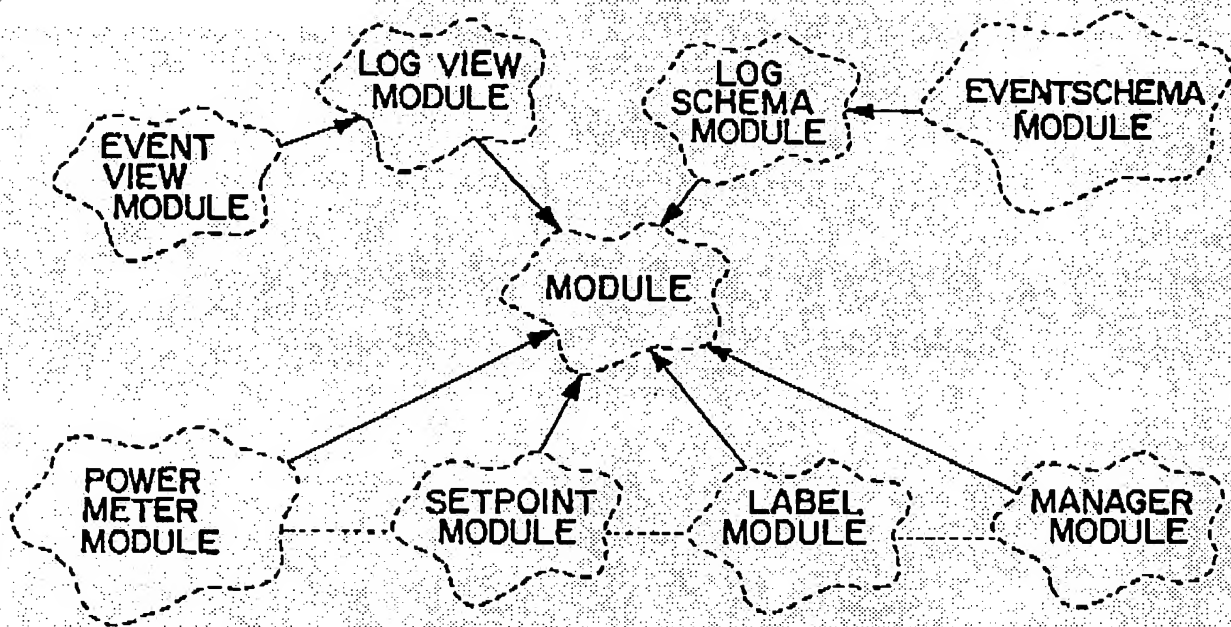 LOG VIEW
MODULE
LOG
SCHEMA
MODULE
EVENTSCHEMA
MODULE
EVENT
VIEW
MODULE
MODULE
POWER
METER
MODULE
SETPOINT
MODULE
LABEL
MODULE
MANAGER
MODULE